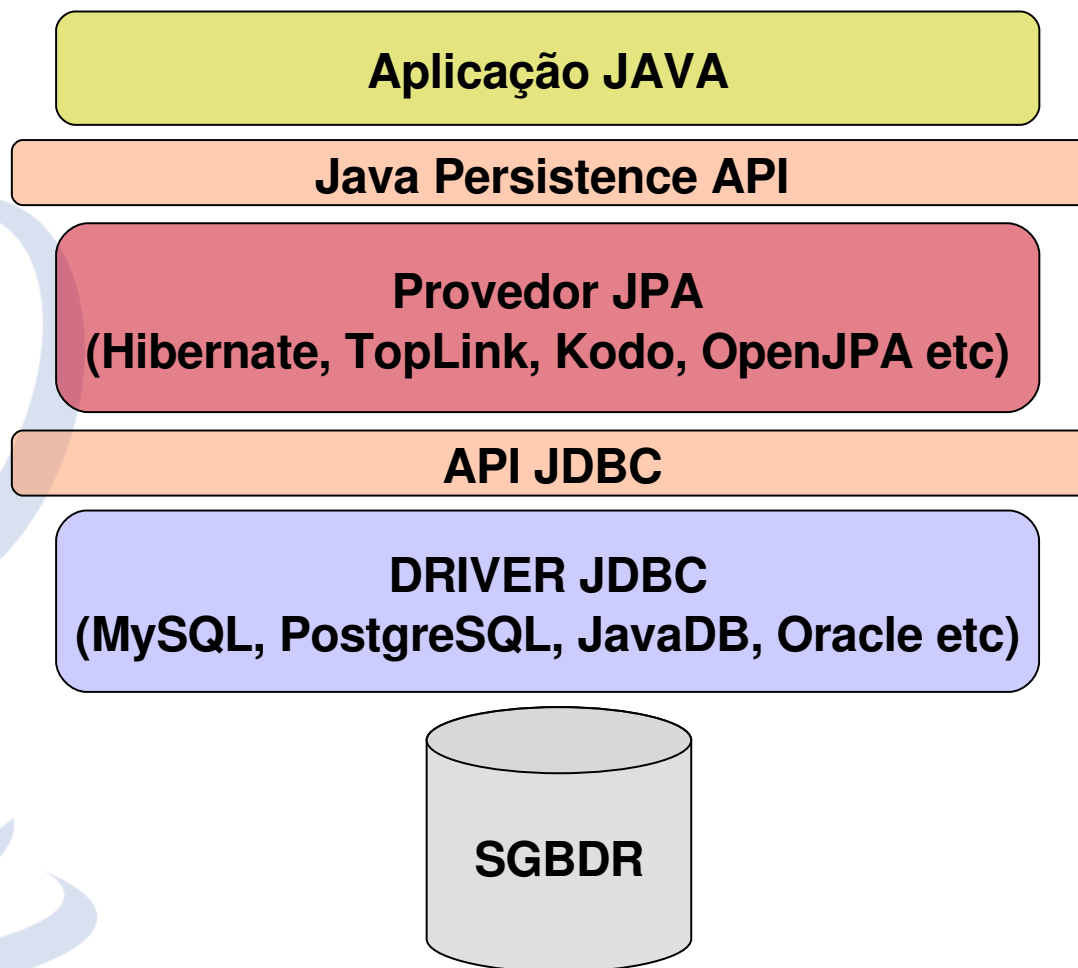 Aplicação JAVA
Java Persistence API
Provedor JPA
(Hibernate, TopLink, Kodo, OpenJPA etc)
API JDBC
DRIVER JDBC
(MySQL, PostgreSQL, JavaDB, Oracle etc)
SGBDR